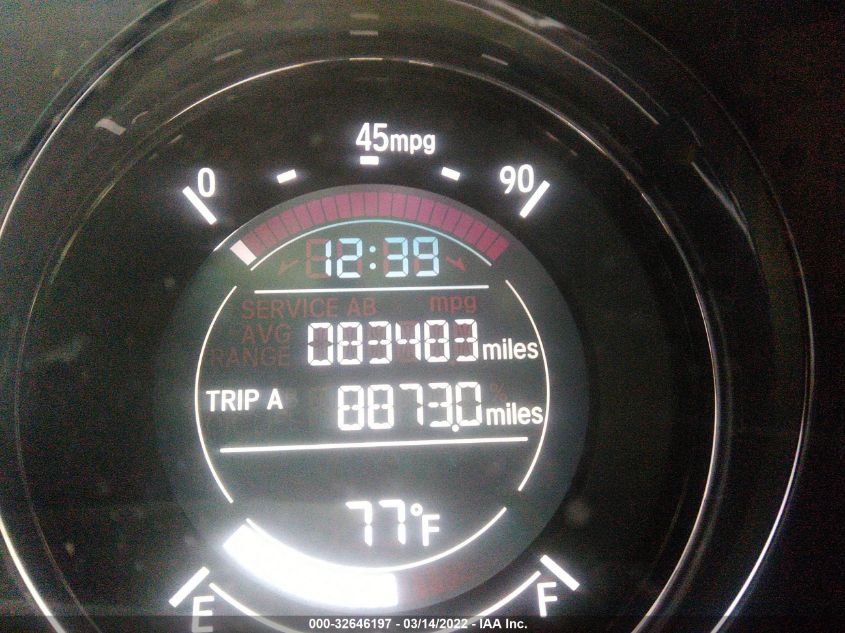 45mpg
0 90
12:39
SERVICE AB mpg
AVG
RANGE 083483 miles
TRIP A 8873.0 miles
77°F
E F
000-32646197 - 03/14/2022 - IAA Inc.